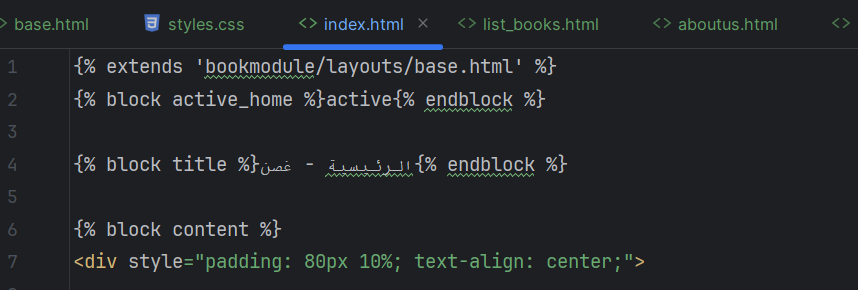 base.html styles.css index.html × list_books.html aboutus.html
1 {% extends 'bookmodule/layouts/base.html' %}
2 {% block active_home %}active{% endblock %}
3
4 {% block title %}الرئيسية - غصن{% endblock %}
5
6 {% block content %}
7 <div style="padding: 80px 10%; text-align: center;">